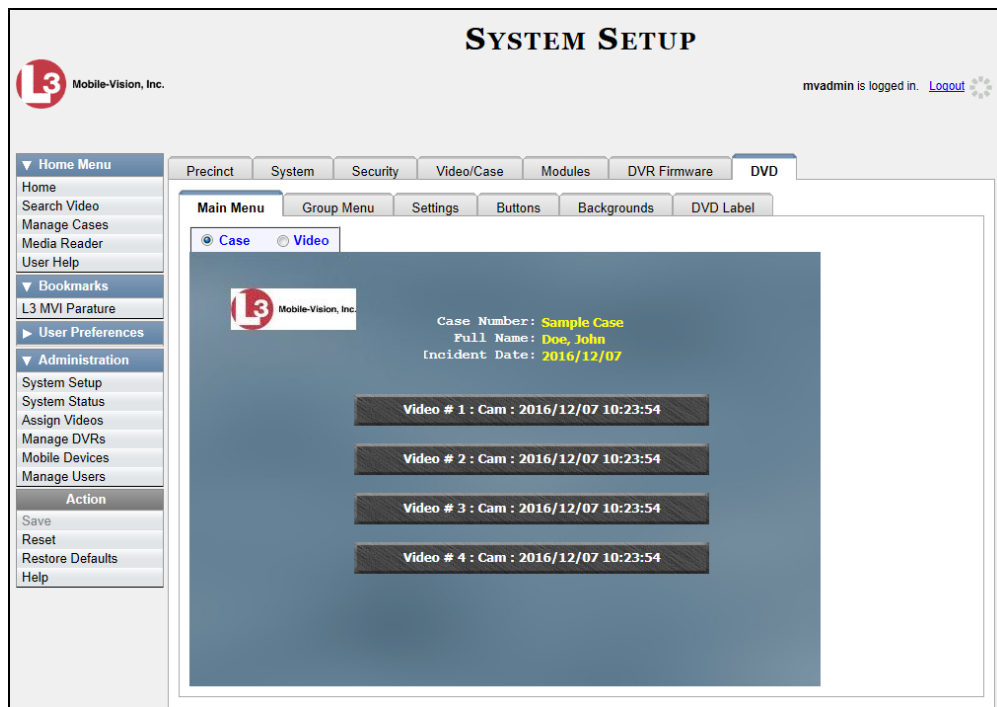 SYSTEM SETUP
L3 Mobile-Vision, Inc.
mvadmin is logged in. Logout
▼ Home Menu
Home
Search Video
Manage Cases
Media Reader
User Help
▼ Bookmarks
L3 MVI Parature
▶ User Preferences
▼ Administration
System Setup
System Status
Assign Videos
Manage DVRs
Mobile Devices
Manage Users
Action
Save
Reset
Restore Defaults
Help
Precinct System Security Video/Case Modules DVR Firmware DVD
Main Menu Group Menu Settings Buttons Backgrounds DVD Label
Case Video
L3 Mobile-Vision, Inc.
Case Number: Sample Case
Full Name: Doe, John
Incident Date: 2016/12/07
Video # 1 : Cam : 2016/12/07 10:23:54
Video # 2 : Cam : 2016/12/07 10:23:54
Video # 3 : Cam : 2016/12/07 10:23:54
Video # 4 : Cam : 2016/12/07 10:23:54